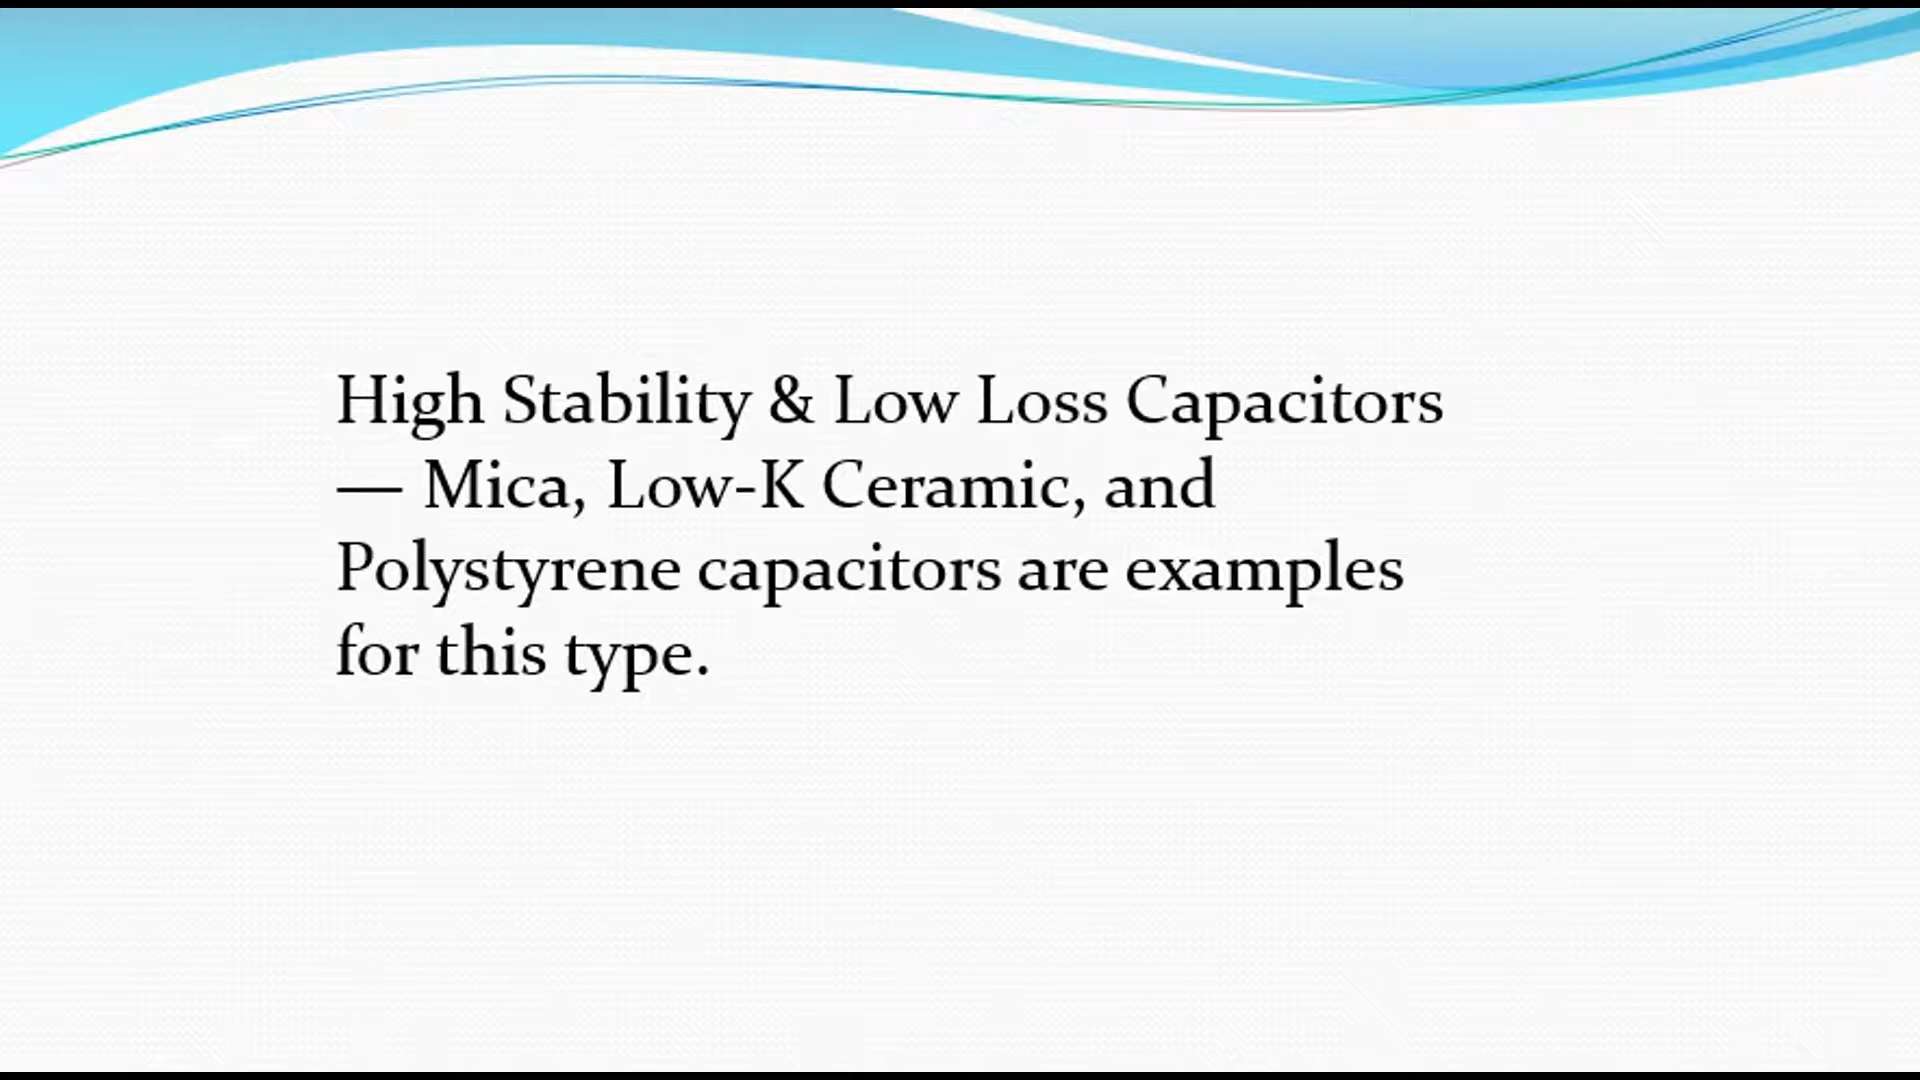 High Stability & Low Loss Capacitors
— Mica, Low-K Ceramic, and
Polystyrene capacitors are examples
for this type.